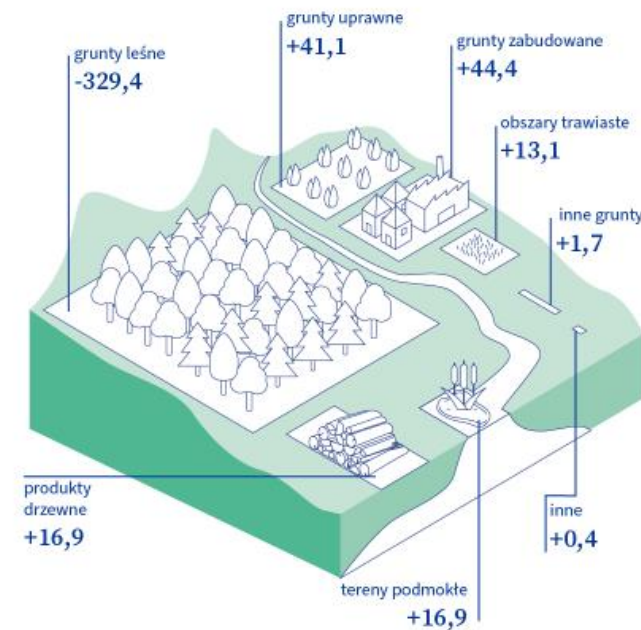 grunty leśne
-329,4
grunty uprawne
+41,1
grunty zabudowane
+44,4
obszary trawiaste
+13,1
inne grunty
+1,7
inne
+0,4
tereny podmokłe
+16,9
produkty
drzewne
+16,9